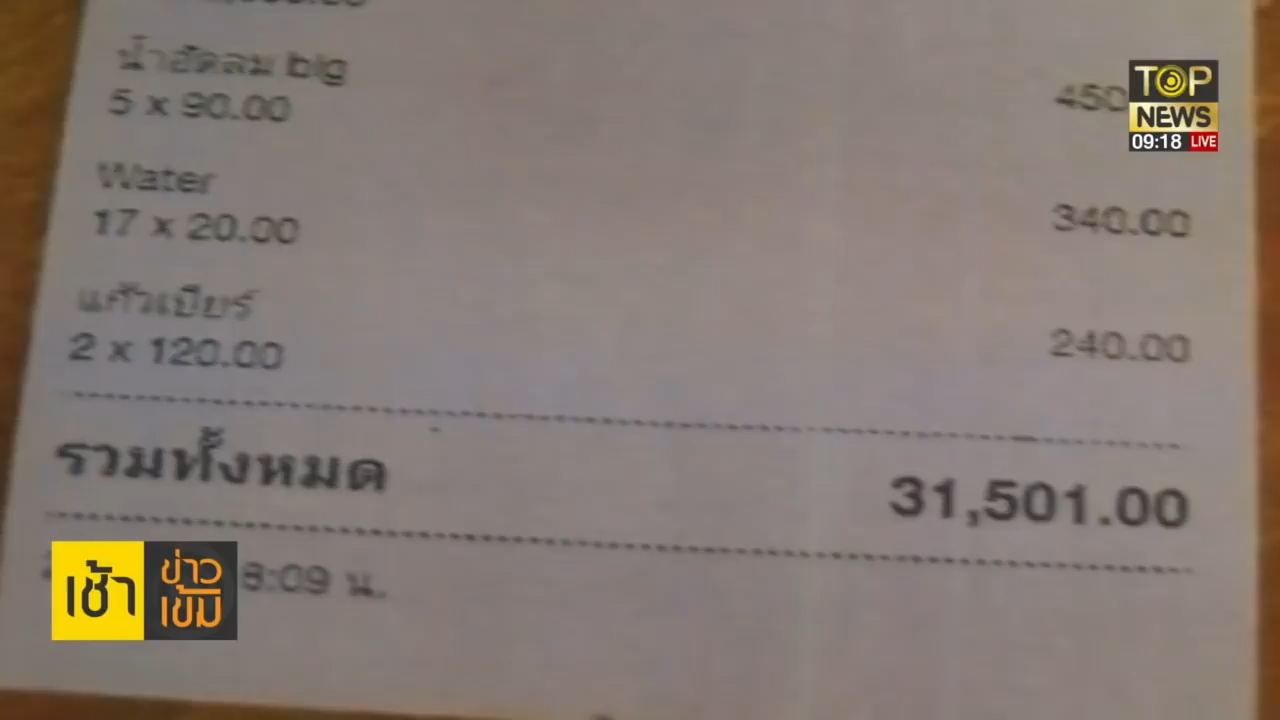 น้ำอัดลม big
5 x 90.00 450
Water
17 x 20.00 340.00
แก้วเบียร์
2 x 120.00 240.00
รวมทั้งหมด 31,501.00
8:09 น.
TOP
NEWS
09:18 LIVE
เช้า
ข่าว
เข้ม